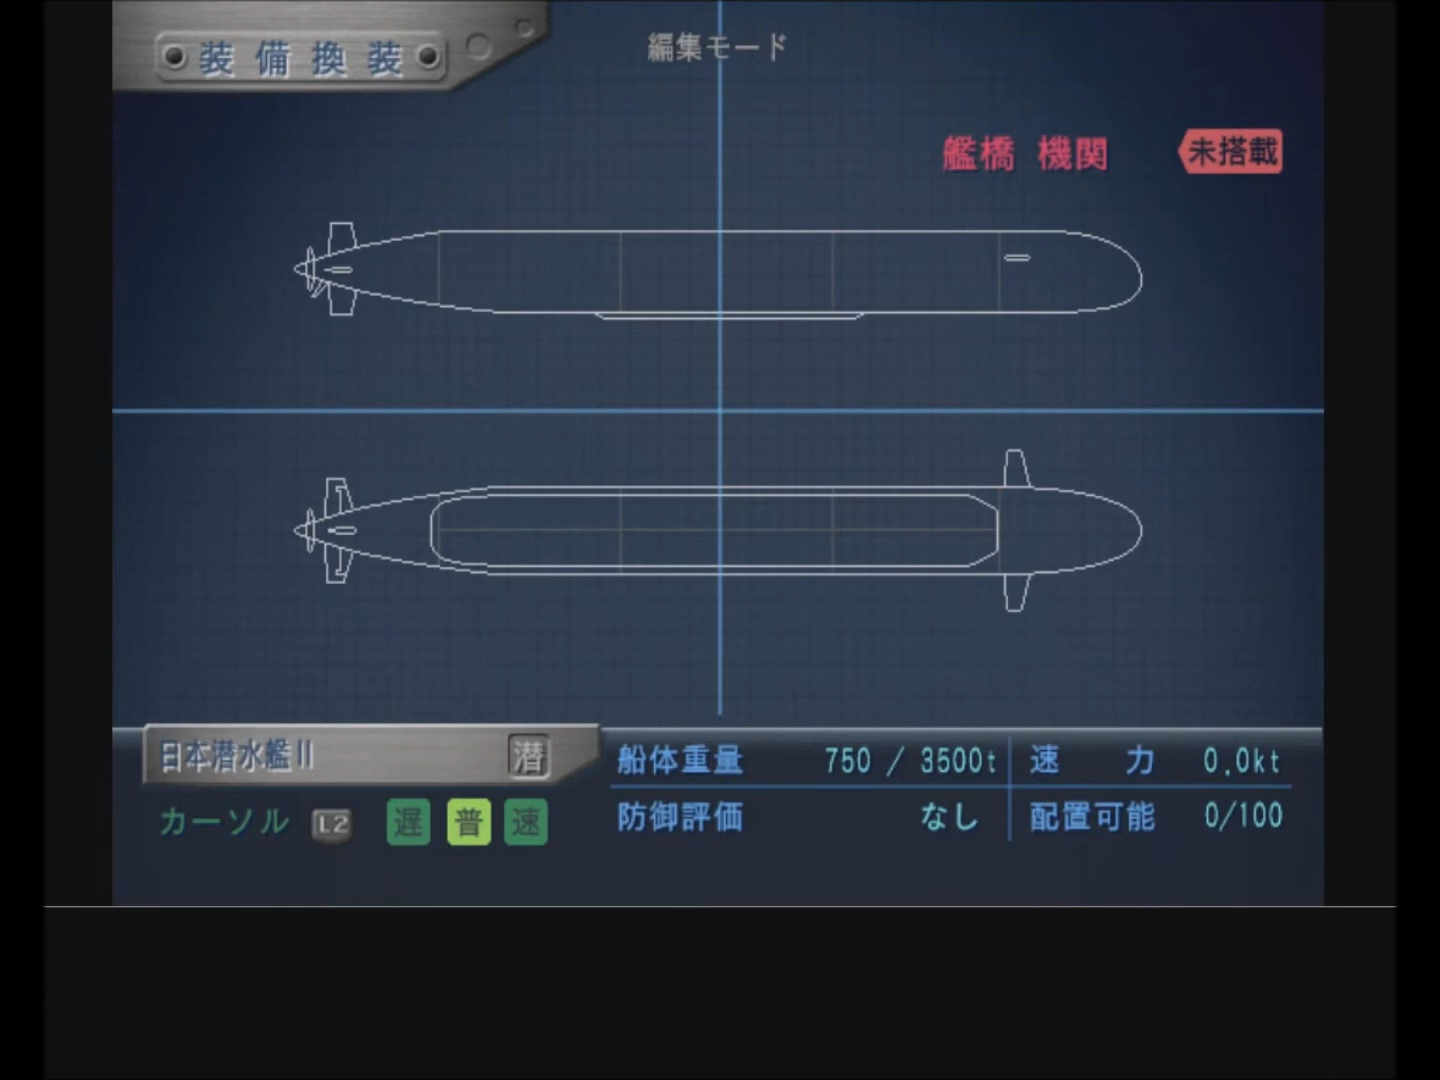 装備換装
編集モード
艦橋 機関 未搭載
日本潜水艦Ⅱ 潜
カーソル L2 遅 普 速
船体重量 750 / 3500t 速力 0.0kt
防御評価 なし 配置可能 0/100